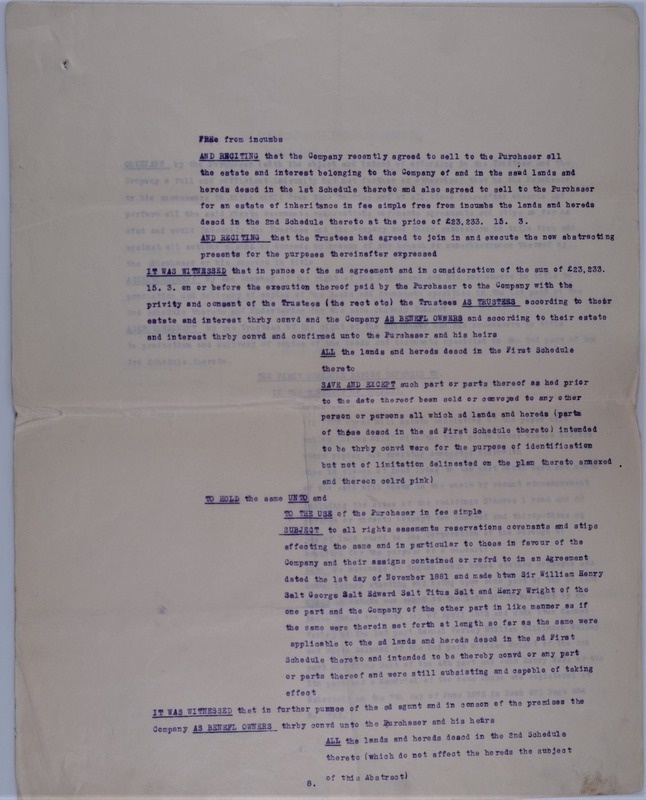 FREe from incumbs
AND RECITING that the Company recently agreed to sell to the Purchaser all
the estate and interest belonging to the Company of and in the said lands and
hereds descd in the 1st Schedule thereto and also agreed to sell to the Purchaser
for an estate of inheritance in fee simple free from incumbs the lands and hereds
descd in the 2nd Schedule thereto at the price of £23,233. 15. 3.
AND RECITING that the Trustees had agreed to join in and execute the now abstracting
presents for the purposes thereinafter expressed
IT WAS WITNESSED that in pance of the sd agreement and in consideration of the sum of £23,233.
15. 3. on or before the execution thereof paid by the Purchaser to the Company with the
privity and consent of the Trustees (the rect etc) the Trustees AS TRUSTEES according to their
estate and interest thrby convd and the Company AS BENEFL OWNERS and according to their estate
and interest thrby convd and confirmed unto the Purchaser and his heirs
ALL the lands and hereds descd in the First Schedule
thereto
SAVE AND EXCEPT such part or parts thereof as had prior
to the date thereof been sold or conveyed to any other
person or persons all which sd lands and hereds (parts
of those descd in the sd First Schedule thereto) intended
to be thrby convd were for the purpose of identification
but not of limitation delineated on the plan thereto annexed
and thereon colrd pink)
TO HOLD the same UNTO and
TO THE USE of the Purchaser in fee simple
SUBJECT to all rights easements reservations covenants and stips
affecting the same and in particular to those in favour of the
Company and their assigns contained or refrd to in an Agreement
dated the 1st day of November 1881 and made btwn Sir William Henry
Salt George Salt Edward Salt Titus Salt and Henry Wright of the
one part and the Company of the other part in like manner as if
the same were therein set forth at length so far as the same were
applicable to the sd lands and hereds descd in the sd First
Schedule thereto and intended to be thereby convd or any part
or parts thereof and were still subsisting and capable of taking
effect
IT WAS WITNESSED that in further punnce of the sd agmnt and in conson of the premises the
Company AS BENEFL OWNERS thrby convd unto the Purchaser and his heirs
ALL the lands and hereds descd in the 2nd Schedule
thereto (which do not affect the hereds the subject
of this Abstract)
8.